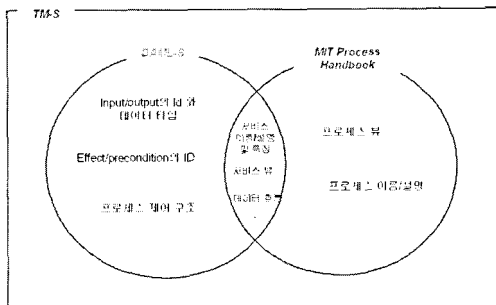 TM-S
MIT Process
Handbook
Input/output의 Id 와
데이터 타입
서비스
이름/설명
및 특징
프로세스 뷰
Effect/precondition의 ID
서비스 뷰
프로세스 이름/설명
데이터 흐름
프로세스 제어 구조